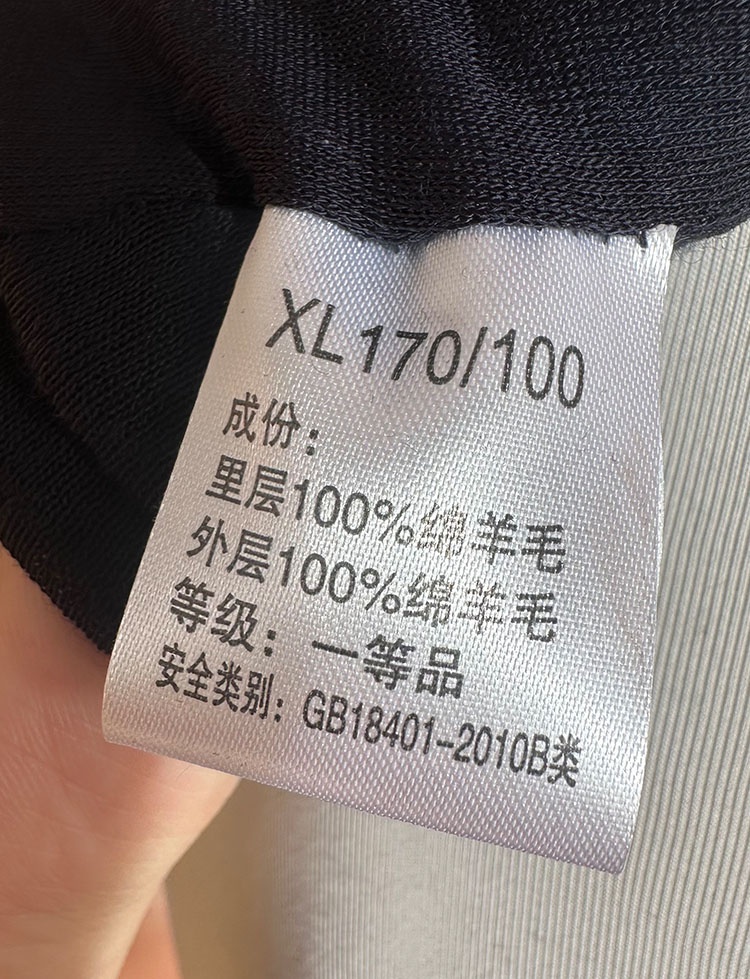 XL170/100
成份:
里层100%绵羊毛
外层100%绵羊毛
等级: 一等品
安全类别: GB18401-2010B类